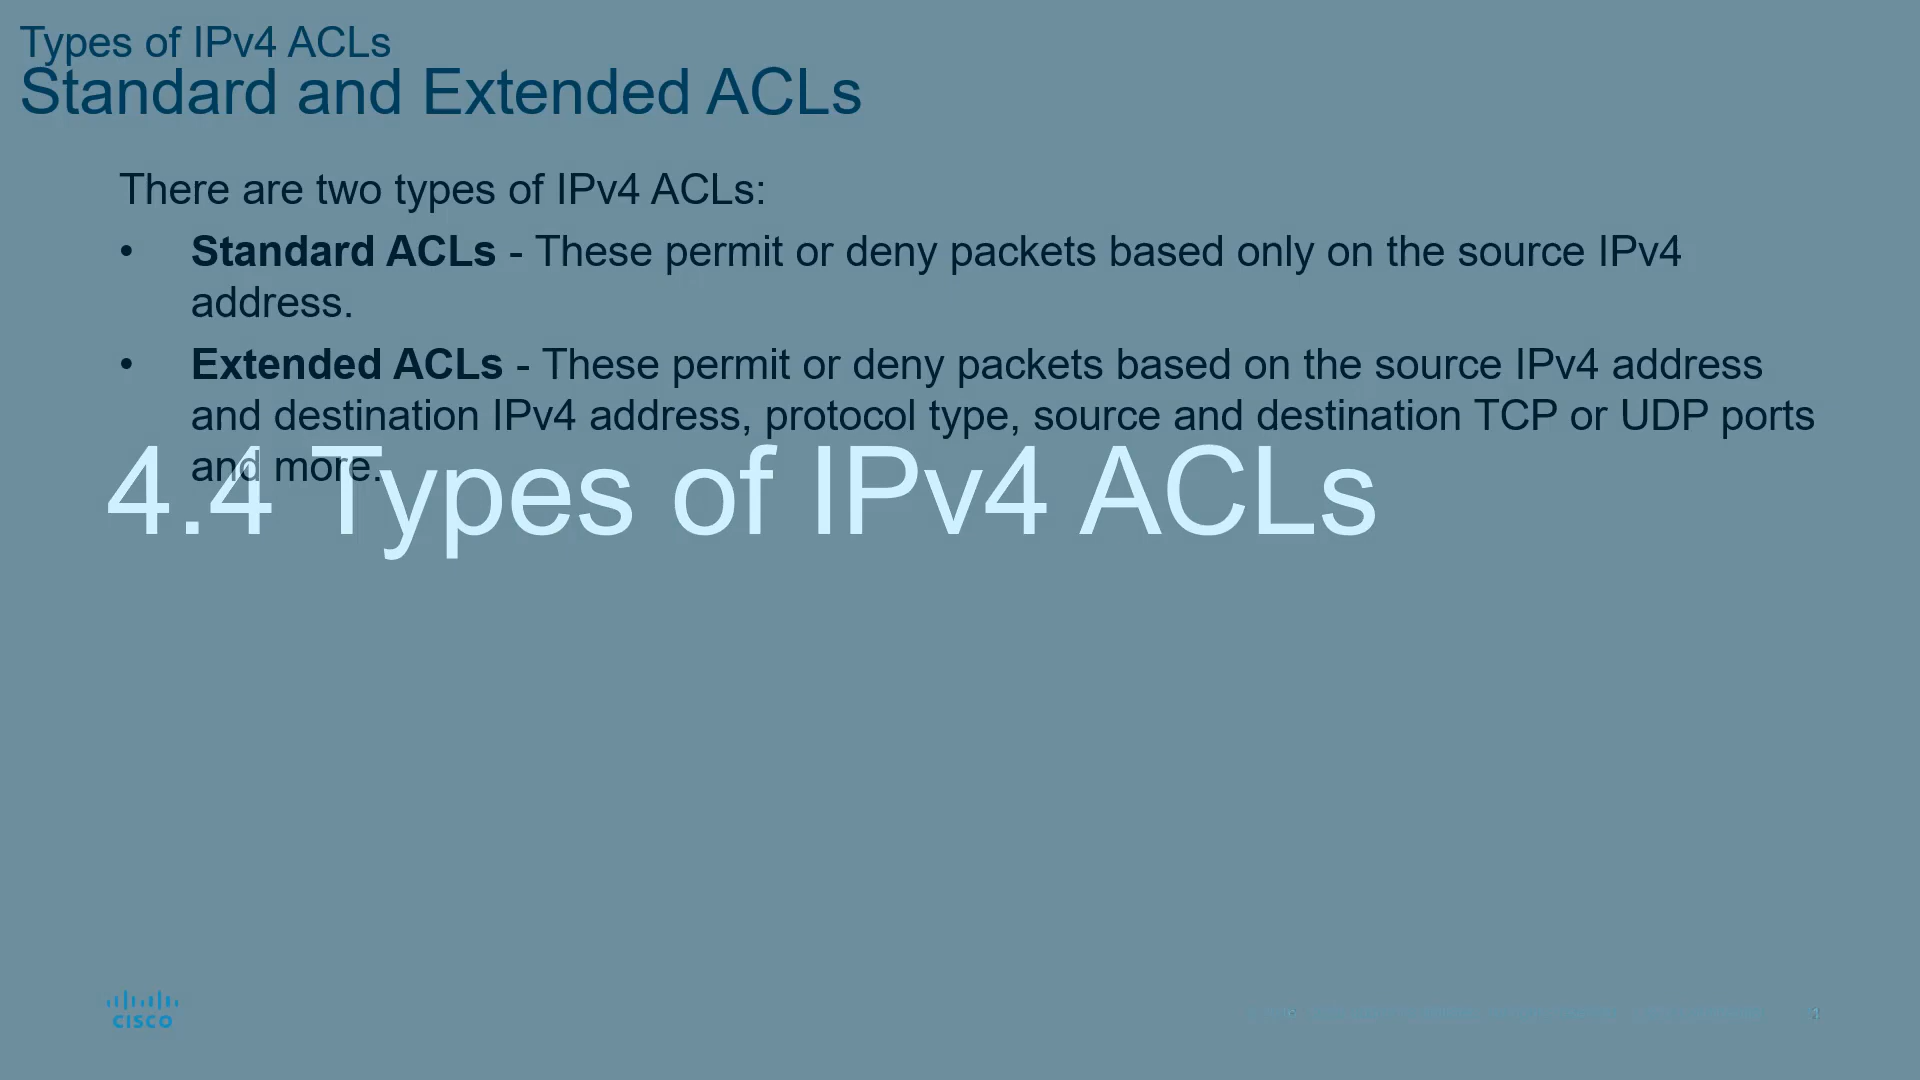 Types of IPv4 ACLs
Standard and Extended ACLs
There are two types of IPv4 ACLs:
• Standard ACLs - These permit or deny packets based only on the source IPv4
address.
• Extended ACLs - These permit or deny packets based on the source IPv4 address
and destination IPv4 address, protocol type, source and destination TCP or UDP ports
and more.
4.4 Types of IPv4 ACLs
CISCO